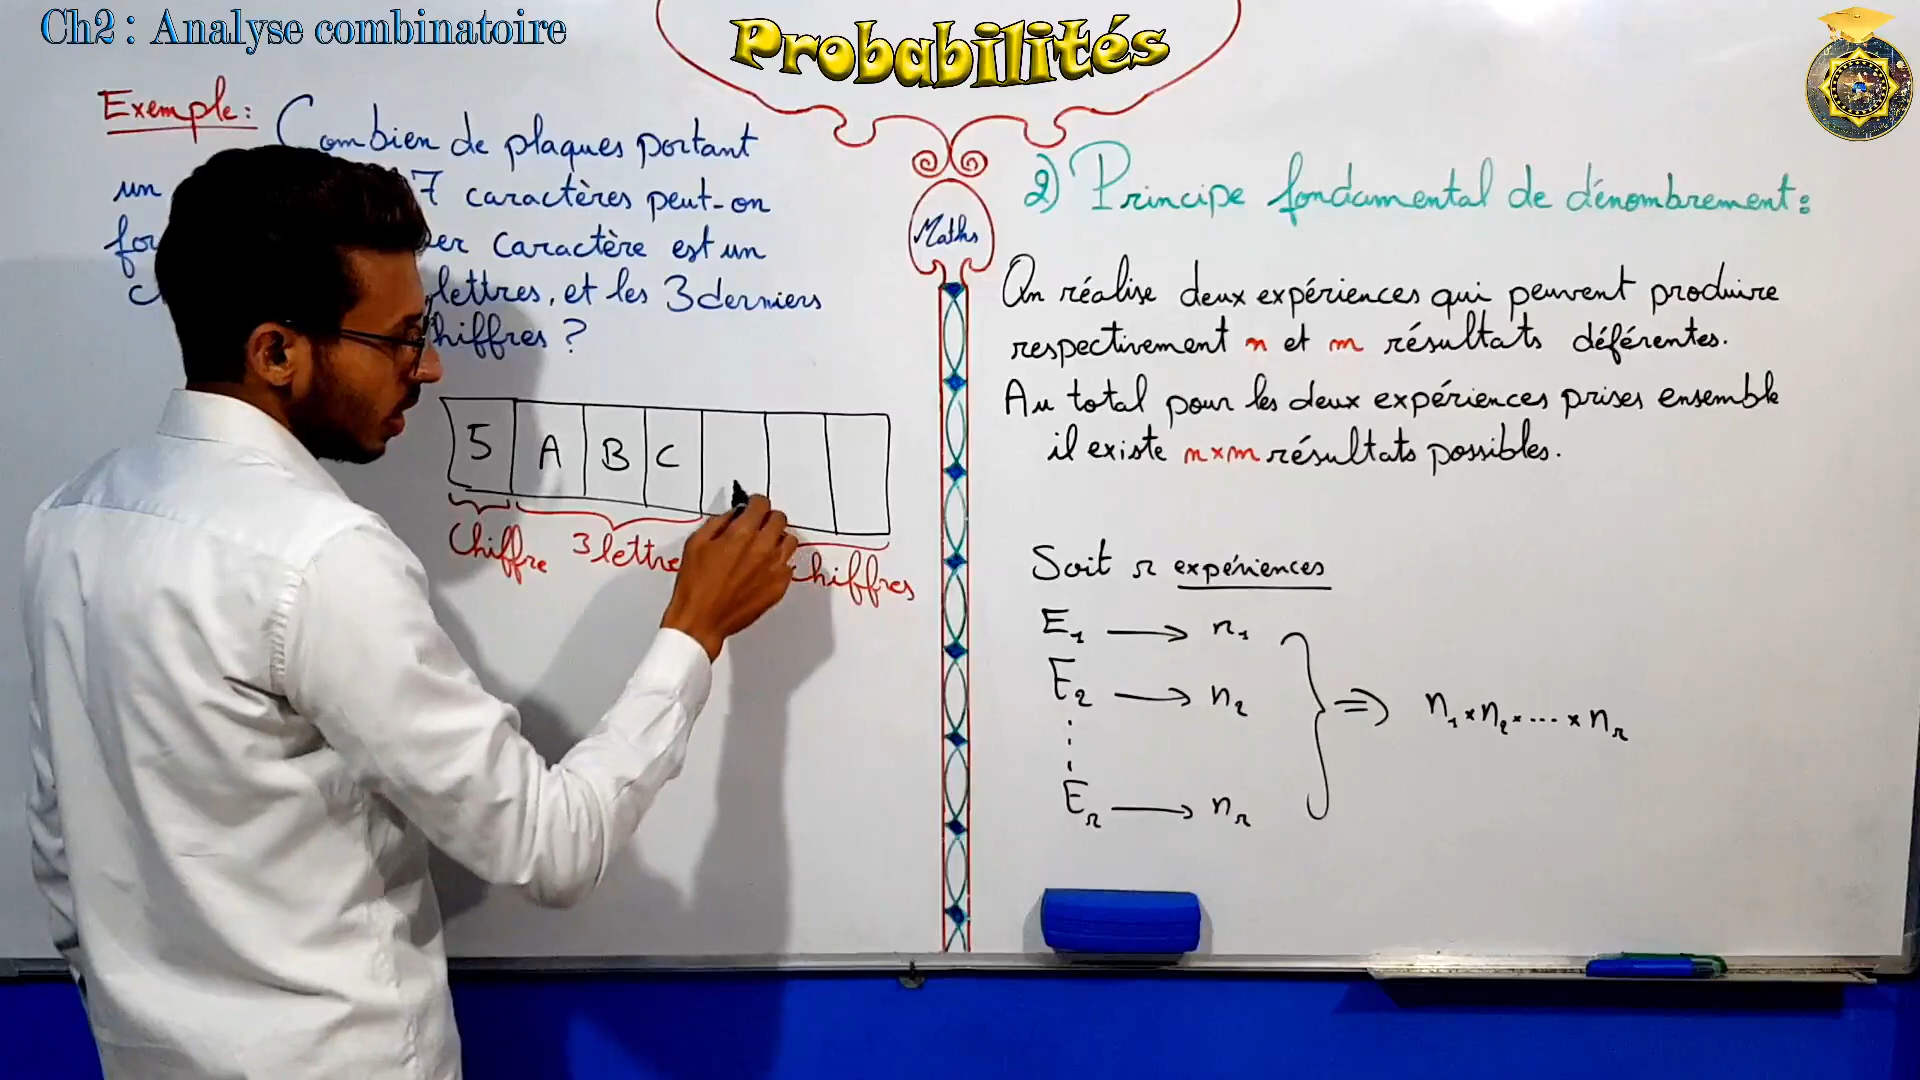 Ch2 : Analyse combinatoire
Probabilités
Exemple: Combien de plaques portant
un 7 caractères peut-on
caractère est un
lettres, et les 3 derniers
chiffres ?
5 A B C
Chiffre 3 lettre chiffres
Maths
2) Principe fondamental de dénombrement :
On réalise deux expériences qui peuvent produire
respectivement n et m résultats déférentes.
Au total pour les deux expériences prises ensemble
il existe n×m résultats possibles.
Soit r expériences
E1 → n1
E2 → n2
Er → nr
⇒ n1 × n2 × .... × nr